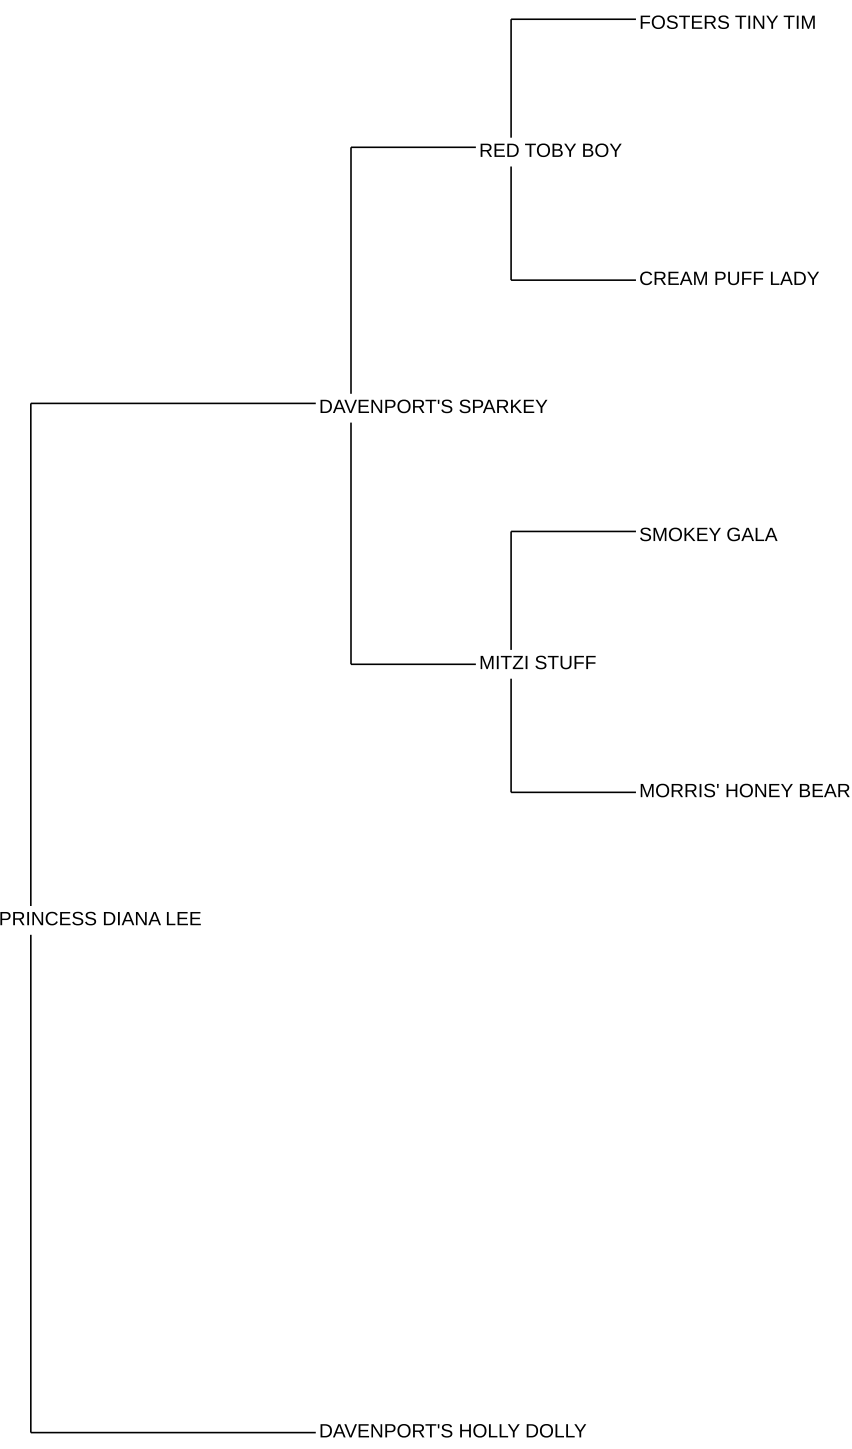 FOSTERS TINY TIM
RED TOBY BOY
CREAM PUFF LADY
DAVENPORT'S SPARKEY
SMOKEY GALA
MITZI STUFF
MORRIS' HONEY BEAR
PRINCESS DIANA LEE
DAVENPORT'S HOLLY DOLLY